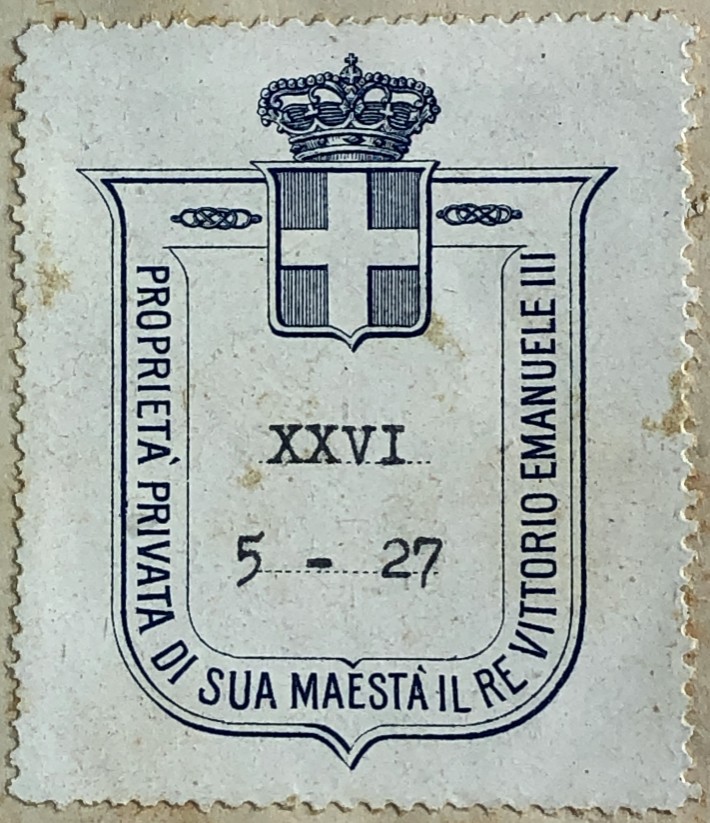 PROPRIETÀ PRIVATA DI SUA MAESTÀ IL RE VITTORIO EMANUELE III
XXVI
5 - 27